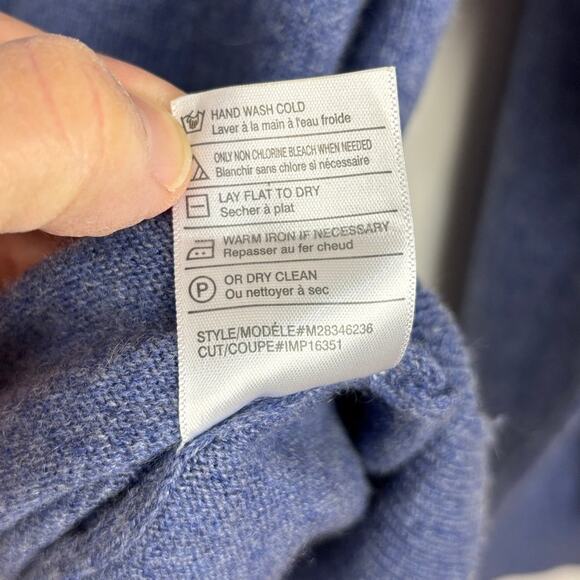 HAND WASH COLD
Laver à la main à l'eau froide
ONLY NON CHLORINE BLEACH WHEN NEEDED
Blanchir sans chlore si nécessaire
LAY FLAT TO DRY
Secher à plat
WARM IRON IF NECESSARY
Repasser au fer cheud
P
OR DRY CLEAN
Ou nettoyer à sec
STYLE/MODÉLE#M28346236
CUT/COUPE#IMP16351